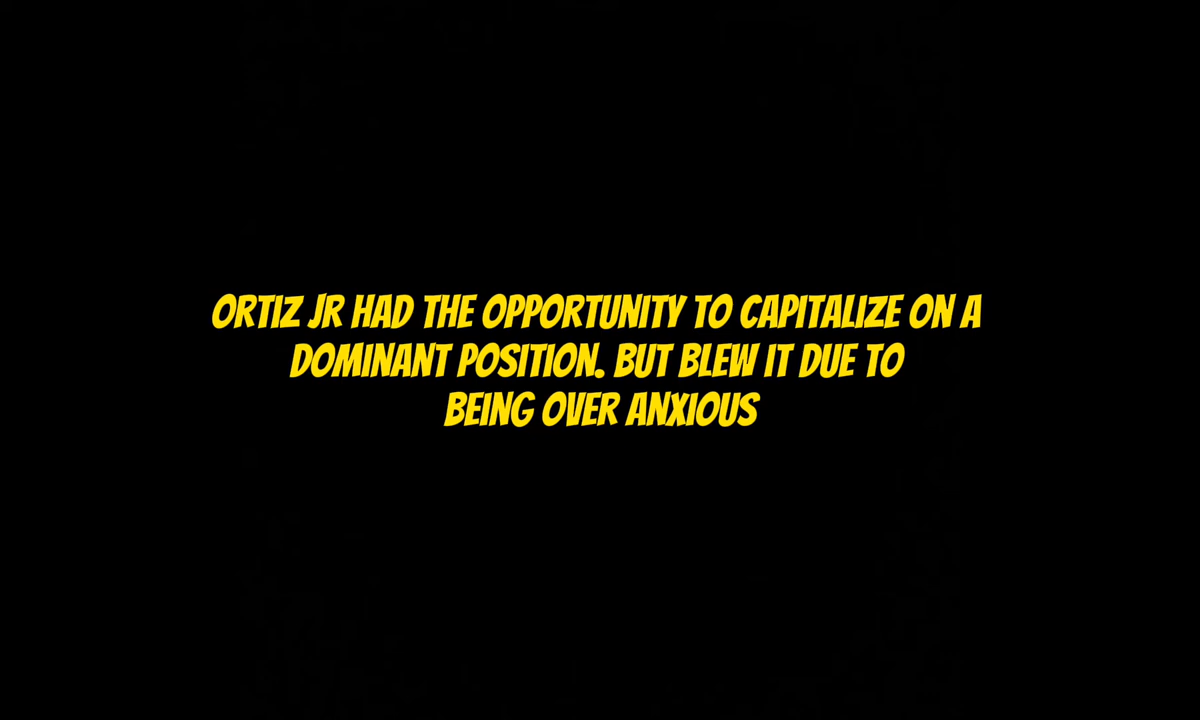 ORTIZ JR HAD THE OPPORTUNITY TO CAPITALIZE ON A
DOMINANT POSITION. BUT BLEW IT DUE TO
BEING OVER ANXIOUS